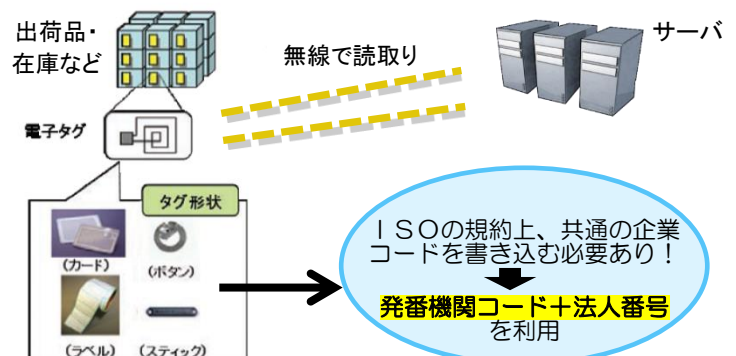 出荷品・
在庫など
無線で読取り
サーバ
電子タグ
タグ形状
(カード)
(ボタン)
(ラベル)
(スティック)
ＩＳＯの規約上、共通の企業
コードを書き込む必要あり！
発番機関コード＋法人番号
を利用